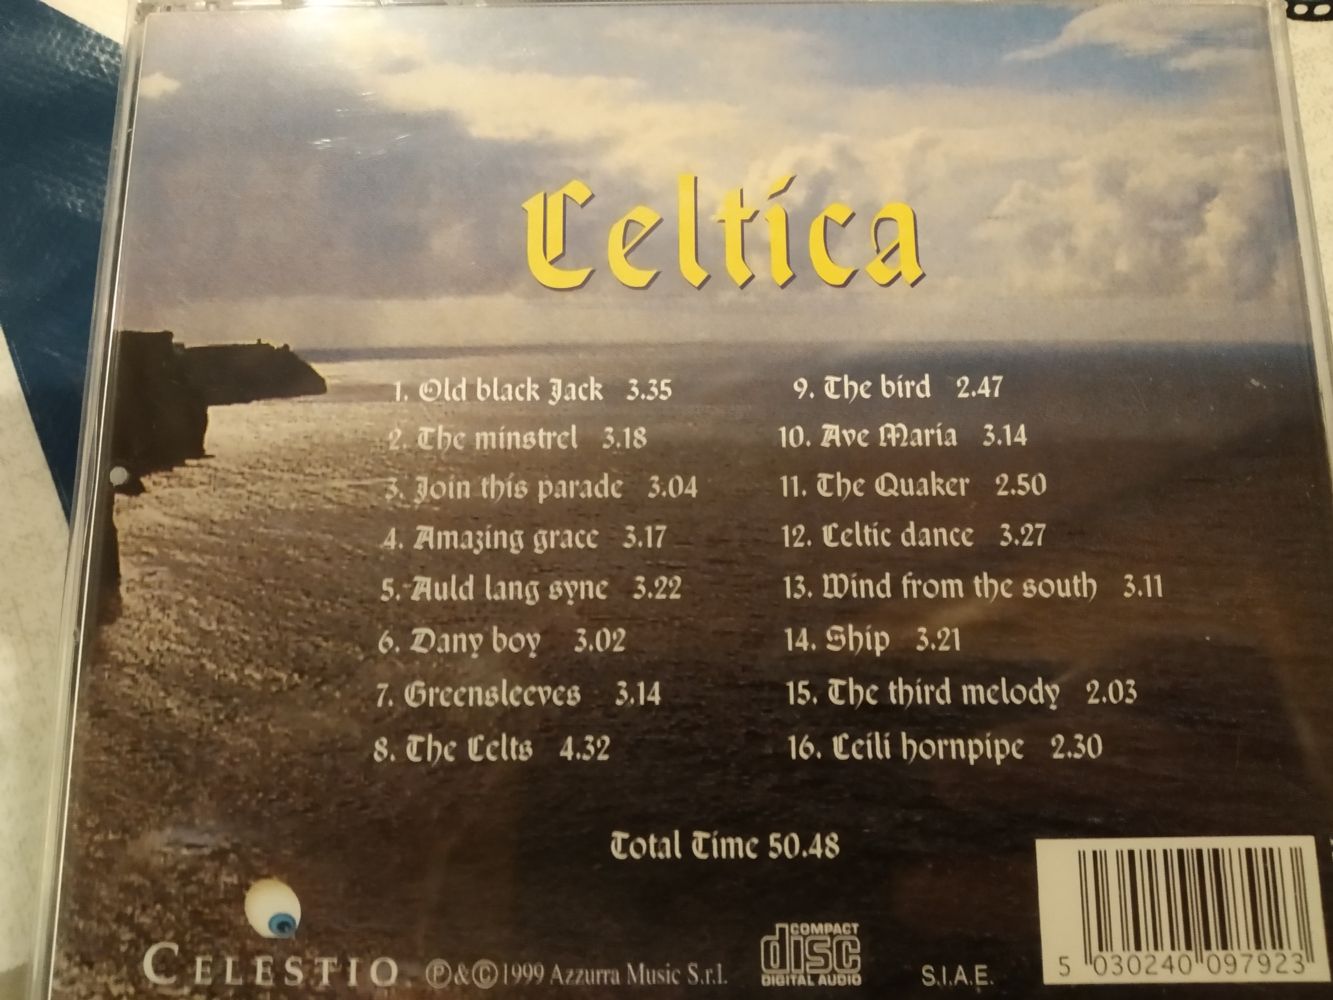 Celtica
1. Old black Jack 3.35
2. The minstrel 3.18
3. Join this parade 3.04
4. Amazing grace 3.17
5. Auld lang syne 3.22
6. Dany boy 3.02
7. Greensleeves 3.14
8. The Celts 4.32
9. The bird 2.47
10. Ave Maria 3.14
11. The Quaker 2.50
12. Celtic dance 3.27
13. Wind from the south 3.11
14. Ship 3.21
15. The third melody 2.03
16. Ceili hornpipe 2.30
Total Time 50.48
CELESTIO ℗&©1999 Azzurra Music S.r.l.
COMPACT
disc
DIGITAL AUDIO
S.I.A.E.
5 030240 097923